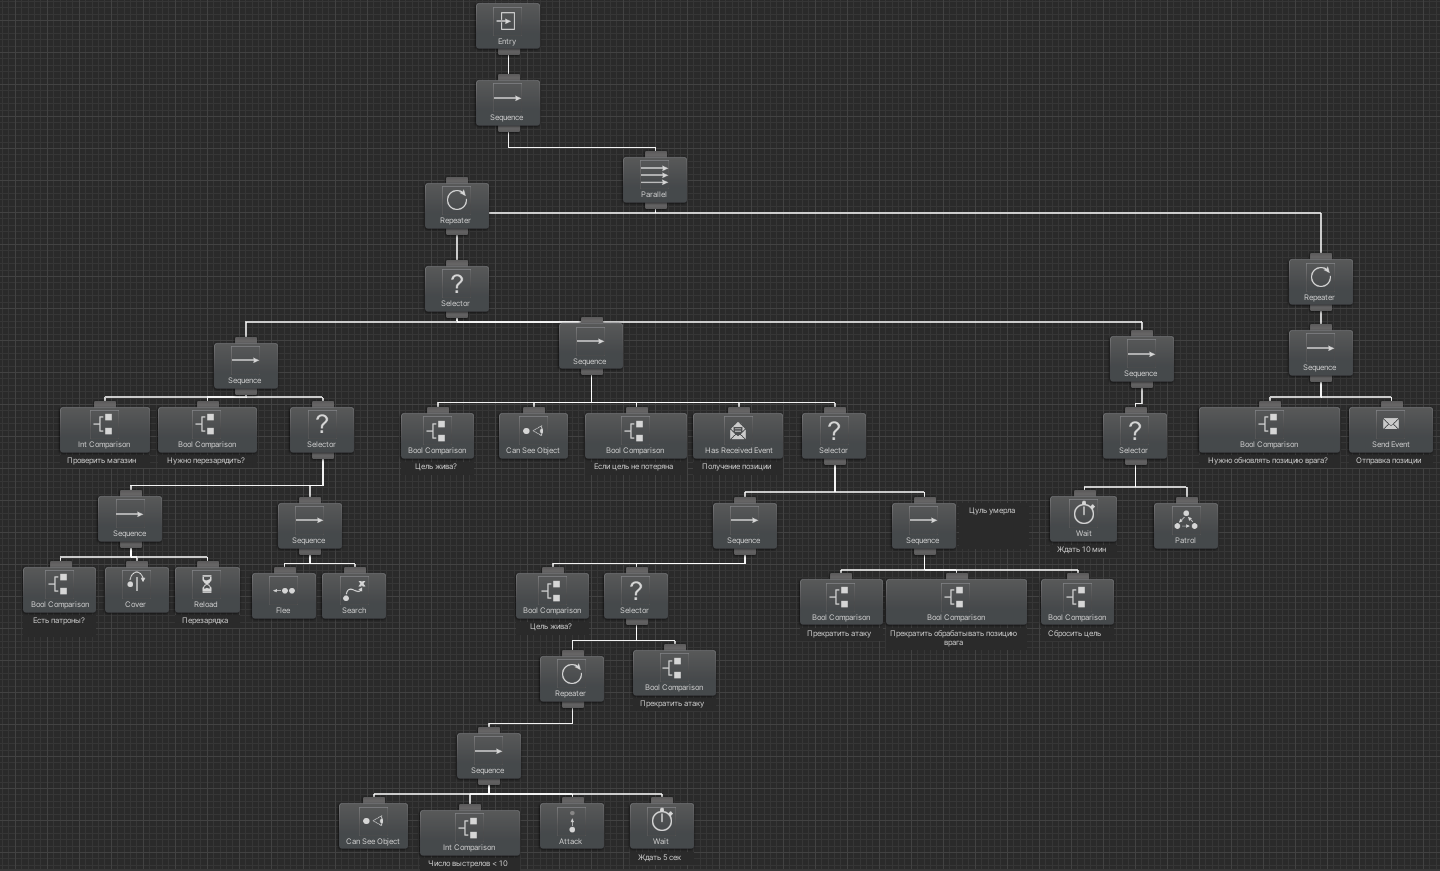 Entry
Sequence
Parallel
Repeater
Selector
Repeater
Sequence
Sequence
Sequence
Sequence
Int Comparison
Проверить магазин
Bool Comparison
Нужно перезарядить?
Selector
Bool Comparison
Цель жива?
Can See Object
Bool Comparison
Если цель не потеряна
Has Received Event
Получение позиции
Selector
Selector
Bool Comparison
Нужно обновлять позицию врага?
Send Event
Отправка позиции
Sequence
Sequence
Sequence
Sequence
Цуль умерла
Wait
Ждать 10 мин
Patrol
Bool Comparison
Есть патроны?
Cover
Reload
Перезарядка
Flee
Search
Bool Comparison
Цель жива?
Selector
Bool Comparison
Прекратить атаку
Bool Comparison
Прекратить обрабатывать позицию
врага
Bool Comparison
Сбросить цель
Repeater
Bool Comparison
Прекратить атаку
Sequence
Can See Object
Int Comparison
Число выстрелов < 10
Attack
Wait
Ждать 5 сек